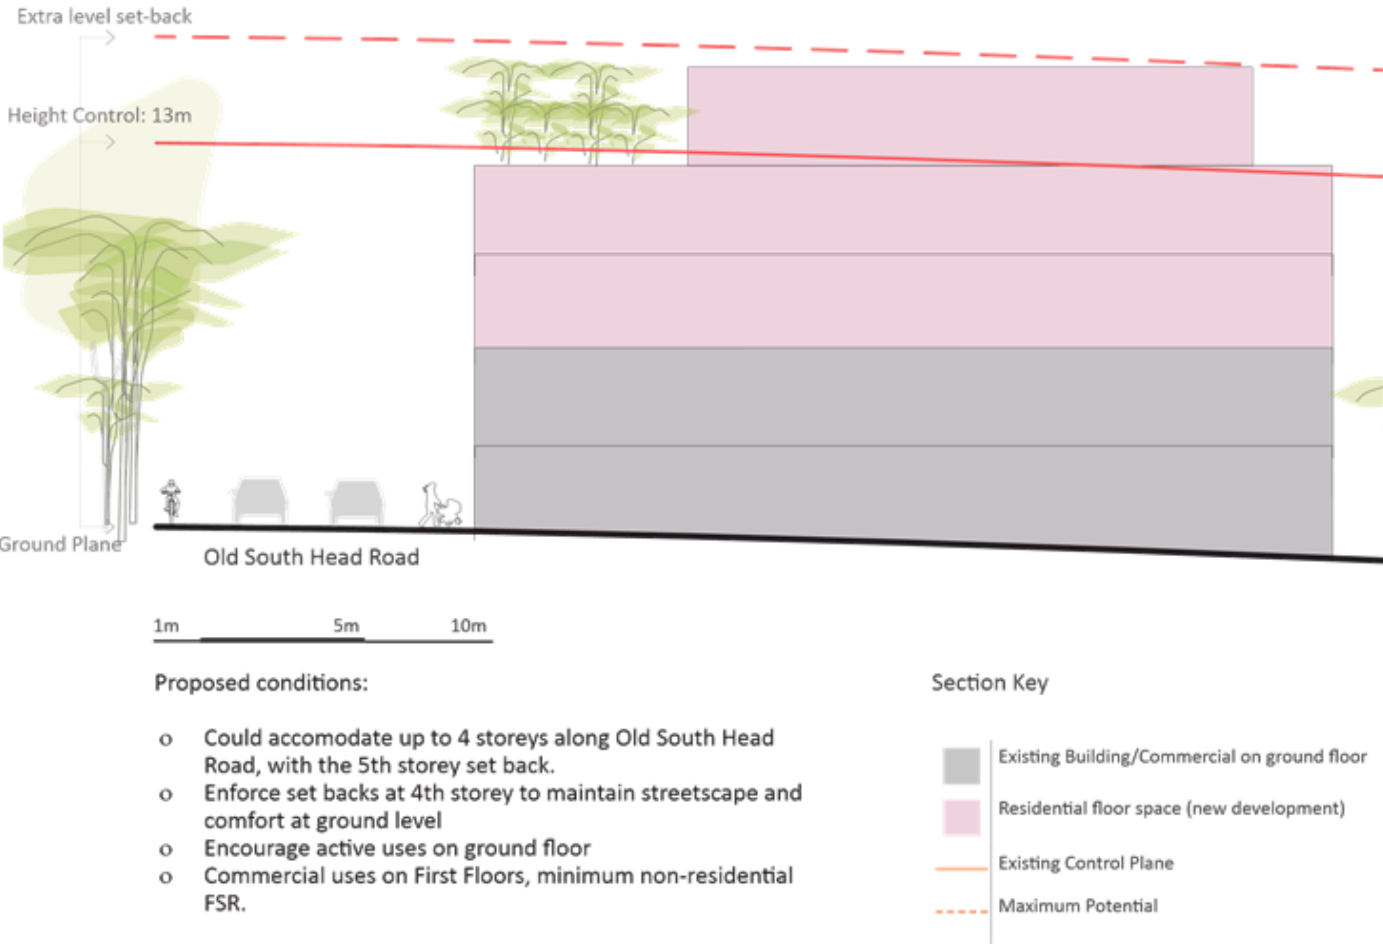 Extra level set-back
Height Control: 13m
Ground Plane
Old South Head Road
1m 5m 10m
Proposed conditions:
o Could accomodate up to 4 storeys along Old South Head
Road, with the 5th storey set back.
o Enforce set backs at 4th storey to maintain streetscape and
comfort at ground level
o Encourage active uses on ground floor
o Commercial uses on First Floors, minimum non-residential
FSR.
Section Key
Existing Building/Commercial on ground floor
Residential floor space (new development)
Existing Control Plane
Maximum Potential